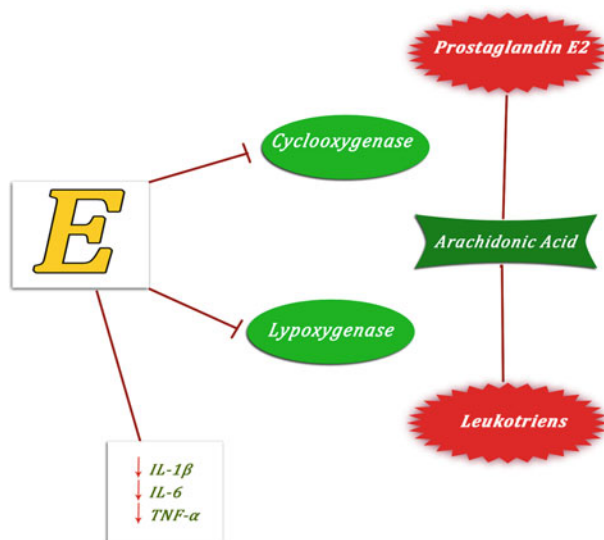 Prostaglandin E2
Cyclooxygenase
E
Arachidonic Acid
Lypoxygenase
Leukotriens
↓ IL-1β
↓ IL-6
↓ TNF-α